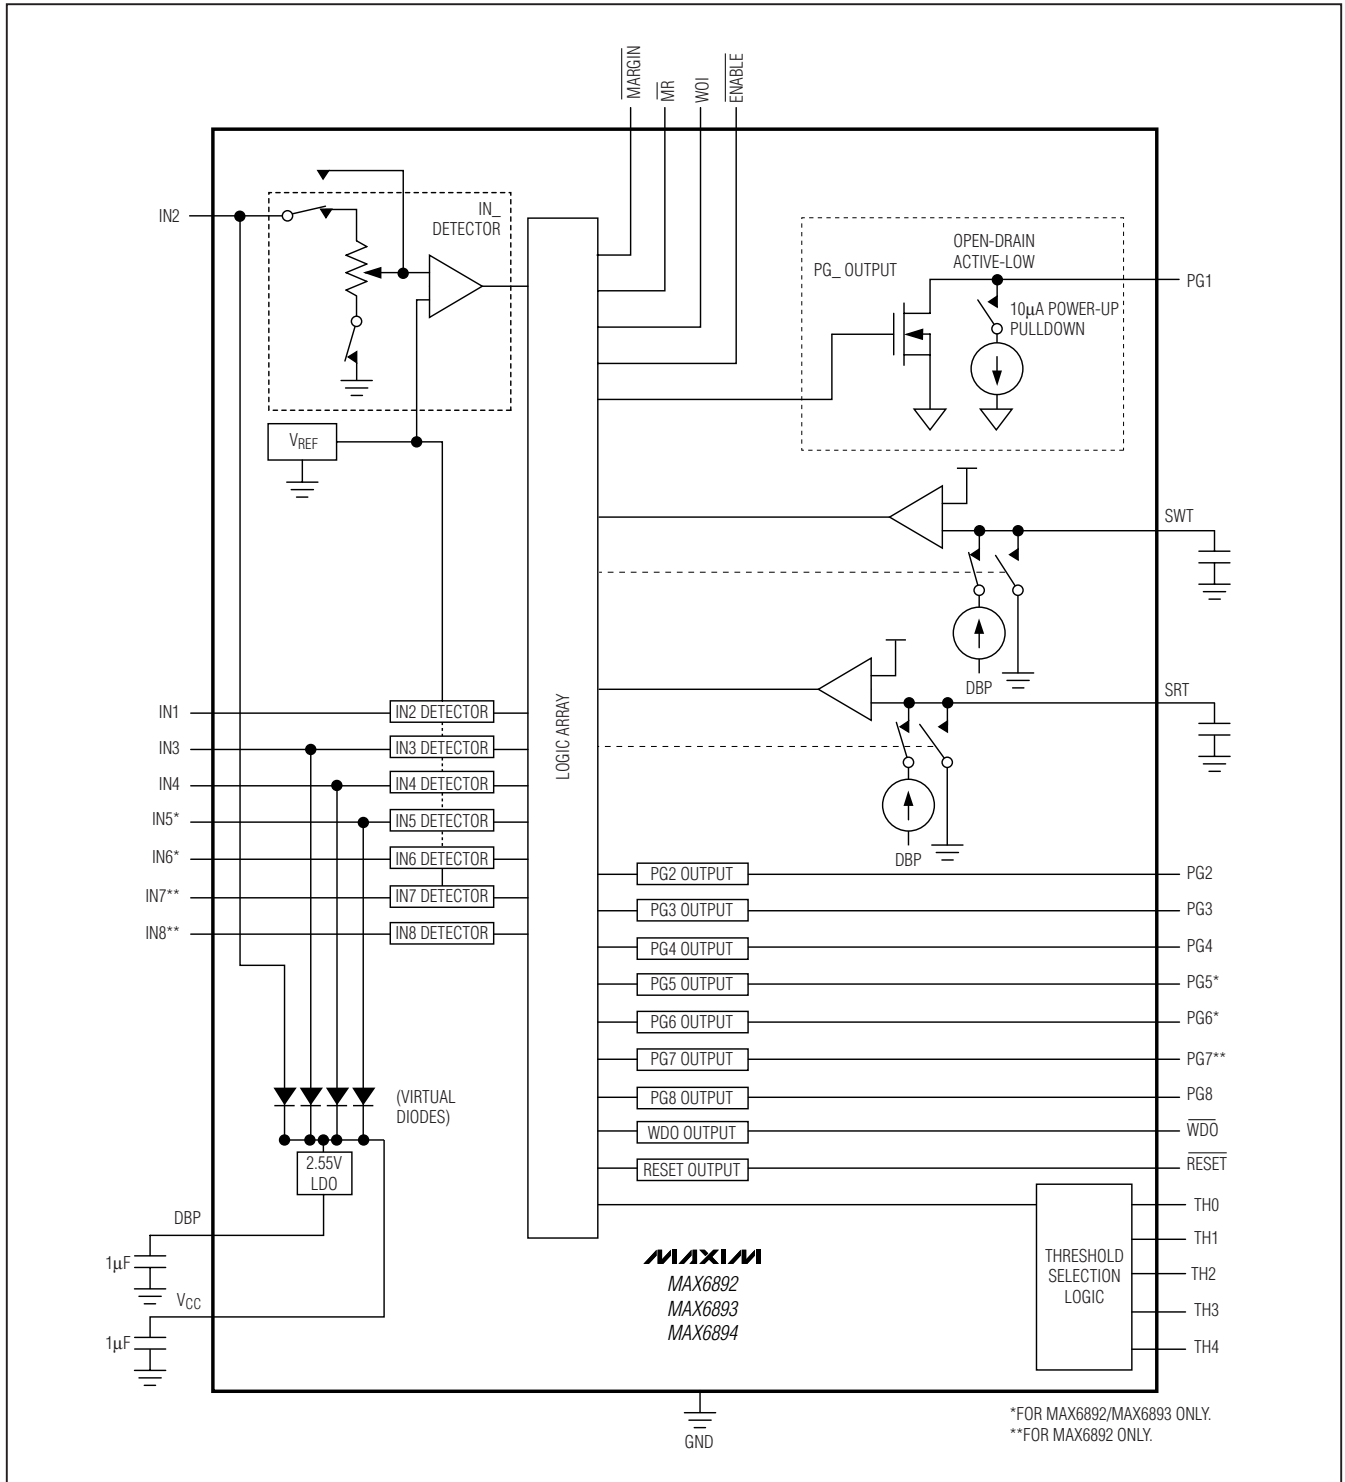 MARGIN
MR
WDI
ENABLE
IN2
IN_
DETECTOR
VREF
PG_ OUTPUT
OPEN-DRAIN
ACTIVE-LOW
10µA POWER-UP
PULLDOWN
PG1
SWT
DBP
SRT
DBP
LOGIC ARRAY
IN1
IN2 DETECTOR
IN3
IN3 DETECTOR
IN4
IN4 DETECTOR
IN5*
IN5 DETECTOR
IN6*
IN6 DETECTOR
IN7**
IN7 DETECTOR
IN8**
IN8 DETECTOR
PG2 OUTPUT
PG2
PG3 OUTPUT
PG3
PG4 OUTPUT
PG4
PG5 OUTPUT
PG5*
PG6 OUTPUT
PG6*
PG7 OUTPUT
PG7**
PG8 OUTPUT
PG8
WDO OUTPUT
WDO
RESET OUTPUT
RESET
(VIRTUAL
DIODES)
2.55V
LDO
DBP
1µF
VCC
1µF
MAXIM
MAX6892
MAX6893
MAX6894
THRESHOLD
SELECTION
LOGIC
TH0
TH1
TH2
TH3
TH4
GND
*FOR MAX6892/MAX6893 ONLY.
**FOR MAX6892 ONLY.